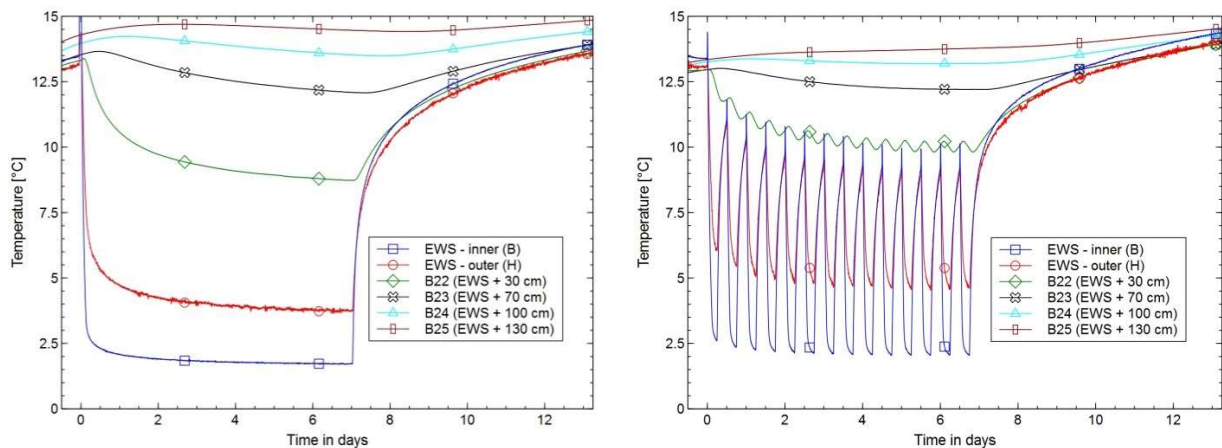 15
12.5
10
7.5
5
2.5
0
Temperature [°C]
0 2 4 6 8 10 12
Time in days
EWS - inner (B)
EWS - outer (H)
B22 (EWS + 30 cm)
B23 (EWS + 70 cm)
B24 (EWS + 100 cm)
B25 (EWS + 130 cm)
15
12.5
10
7.5
5
2.5
0
Temperature [°C]
0 2 4 6 8 10 12
Time in days
EWS - inner (B)
EWS - outer (H)
B22 (EWS + 30 cm)
B23 (EWS + 70 cm)
B24 (EWS + 100 cm)
B25 (EWS + 130 cm)